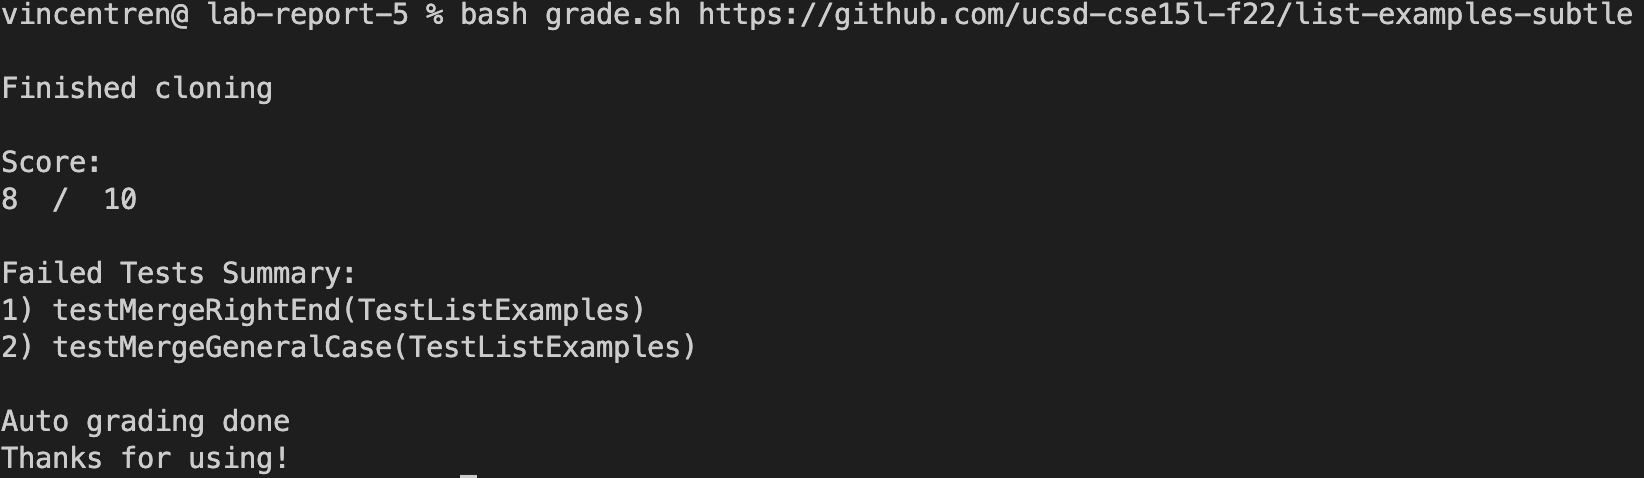 vincentren@ lab-report-5 % bash grade.sh https://github.com/ucsd-cse15l-f22/list-examples-subtle
Finished cloning
Score:
8  /  10
Failed Tests Summary:
1) testMergeRightEnd(TestListExamples)
2) testMergeGeneralCase(TestListExamples)
Auto grading done
Thanks for using!